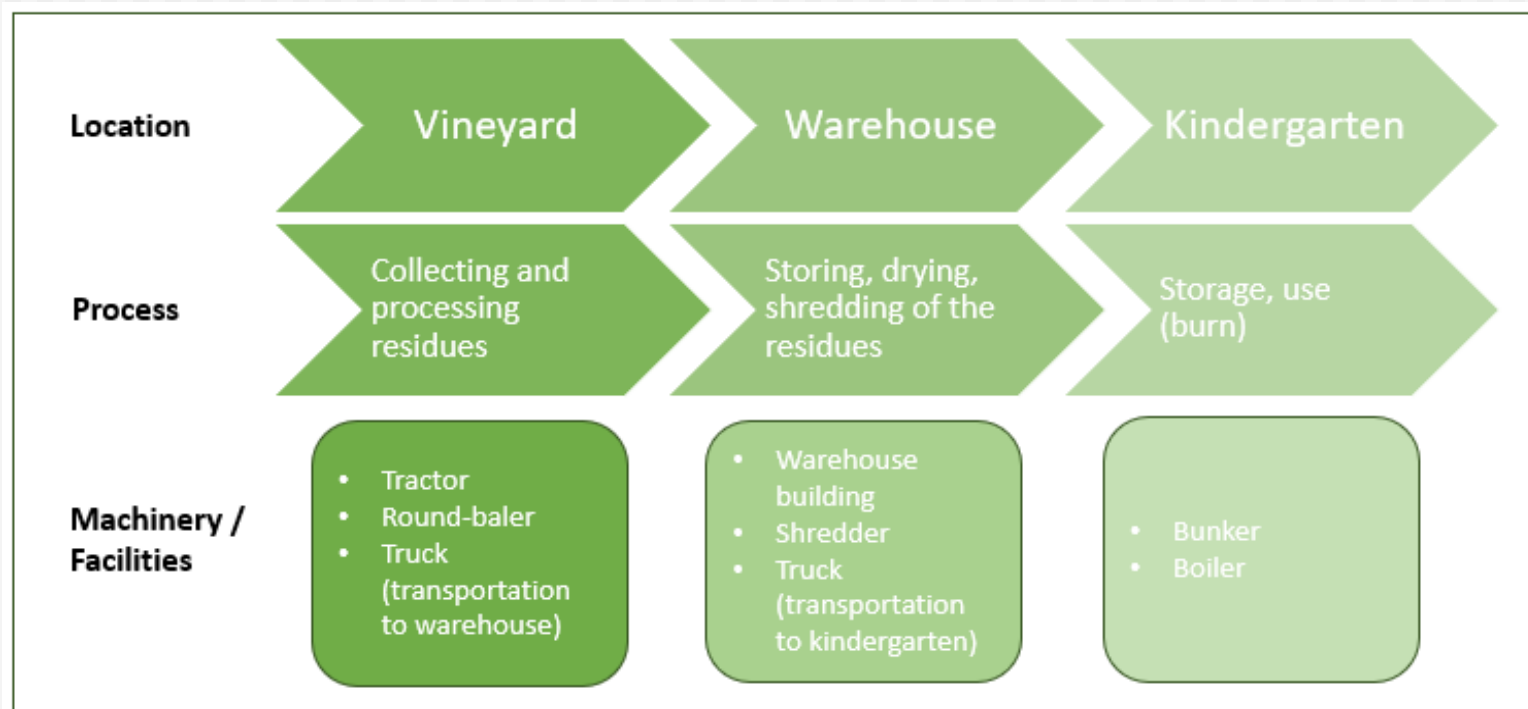 Location
Vineyard
Warehouse
Kindergarten
Process
Collecting and
processing
residues
Storing, drying,
shredding of the
residues
Storage, use
(burn)
Machinery /
Facilities
• Tractor
• Round-baler
• Truck
(transportation
to warehouse)
• Warehouse
building
• Shredder
• Truck
(transportation
to kindergarten)
• Bunker
• Boiler